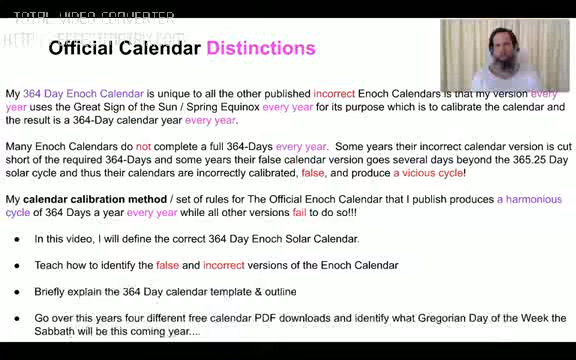 TOTAL VIDEO CONVERTER
Official Calendar Distinctions
My 364 Day Enoch Calendar is unique to all the other published incorrect Enoch Calendars is that my version every
year uses the Great Sign of the Sun / Spring Equinox every year for its purpose which is to calibrate the calendar and
the result is a 364-Day calendar year every year.
Many Enoch Calendars do not complete a full 364-Days every year. Some years their incorrect calendar version is cut
short of the required 364-Days and some years their false calendar version goes several days beyond the 365.25 Day
solar cycle and thus their calendars are incorrectly calibrated, false, and produce a vicious cycle!
My calendar calibration method / set of rules for The Official Enoch Calendar that I publish produces a harmonious
cycle of 364 Days a year every year while all other versions fail to do so!!!
● In this video, I will define the correct 364 Day Enoch Solar Calendar.
● Teach how to identify the false and incorrect versions of the Enoch Calendar
● Briefly explain the 364 Day calendar template & outline
● Go over this years four different free calendar PDF downloads and identify what Gregorian Day of the Week the
Sabbath will be this coming year....